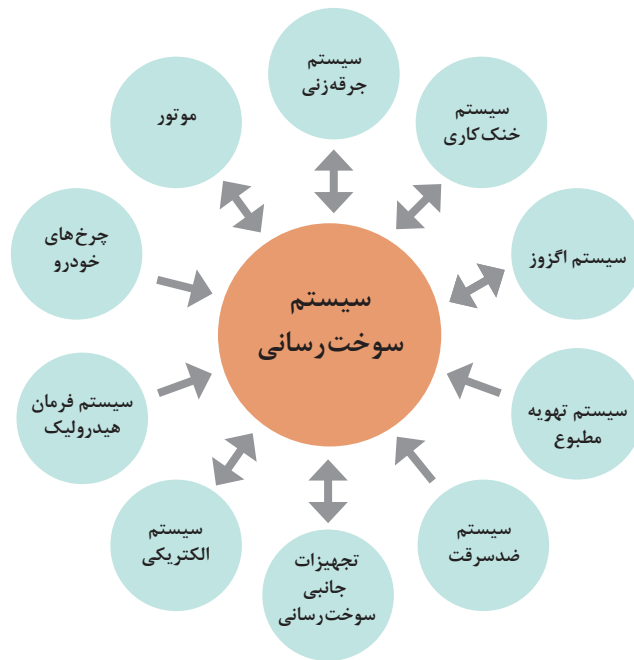 سیستم
جرقه‌زنی
سیستم
خنک‌کاری
سیستم اگزوز
سیستم تهویه
مطبوع
سیستم
ضدسرقت
تجهیزات
جانبی
سوخت‌رسانی
سیستم
الکتریکی
سیستم فرمان
هیدرولیک
چرخ‌های
خودرو
موتور
سیستم
سوخت‌رسانی